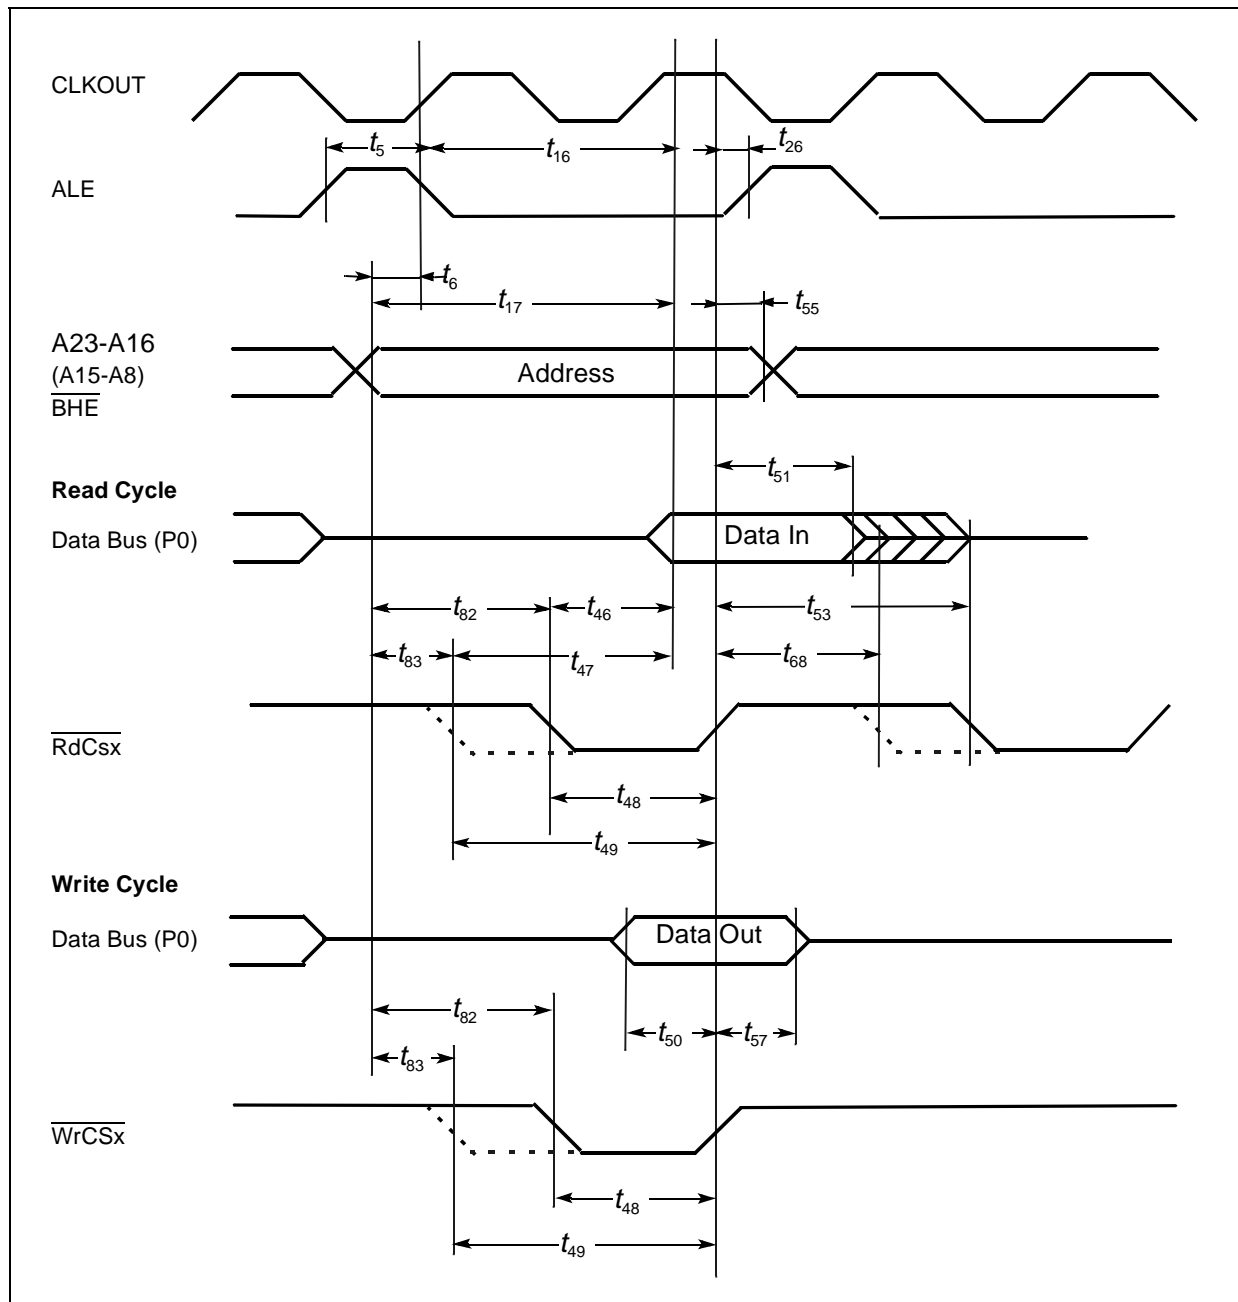 CLKOUT
t5
t16
t26
ALE
t6
t17
t55
A23-A16
(A15-A8)
Address
BHE
t51
Read Cycle
Data Bus (P0)
Data In
t82
t46
t53
t83
t47
t68
RdCsx
t48
t49
Write Cycle
Data Bus (P0)
Data Out
t82
t50
t57
t83
WrCSx
t48
t49